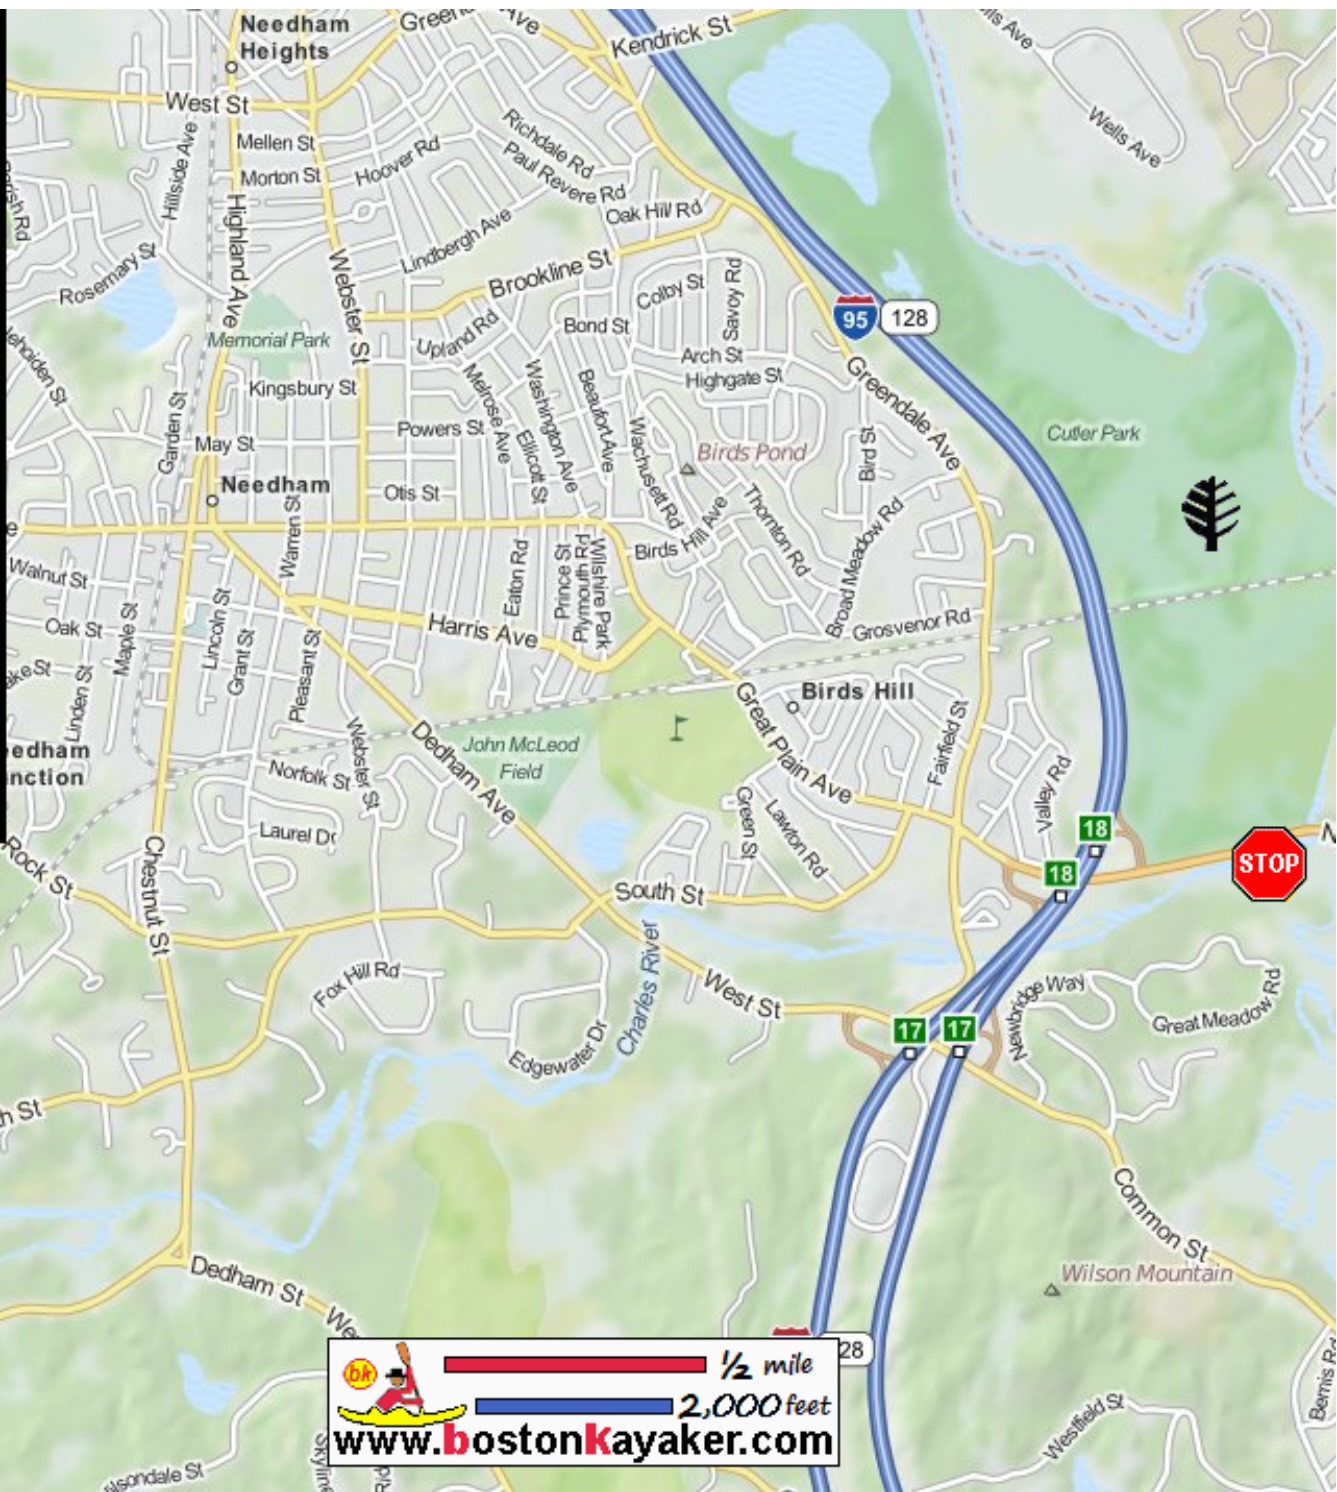 Needham
Heights
Ave
Kendrick St
Wells Ave
West St
Mellen St
Morton St
Hoover Rd
Richdale Rd
Paul Revere Rd
Oak Hill Rd
Hillside Ave
Highland Ave
Lindbergh Ave
Brookline St
Webster St
Rosemary St
Colby St
Savoy Rd
Bond St
95
128
Memorial Park
Upland Rd
Arch St
Highgate St
Greendale Ave
Kingsbury St
Melrose Ave
Washington Ave
Beaufort Ave
Garden St
May St
Powers St
Ellicott St
Wachusett Rd
Birds Pond
Bird St
Cutler Park
Needham
Otis St
Warren St
Birds Hill Ave
Thornton Rd
Broad Meadow Rd
Walnut St
Eaton Rd
Prince St
Plymouth Rd
Wilshire Park
Oak St
Maple St
Lincoln St
Grant St
Pleasant St
Harris Ave
Grosvenor Rd
Linden St
Birds Hill
Great Plain Ave
Fairfield St
Dedham Ave
John McLeod
Field
Norfolk St
Webster St
Valley Rd
Laurel Dr
Green St
Lawton Rd
18
18
STOP
Rock St
Chestnut St
South St
Charles River
West St
Fox Hill Rd
Edgewater Dr
17
17
Newbridge Way
Great Meadow Rd
Common St
Wilson Mountain
Dedham St
28
bk
½ mile
2,000 feet
www.bostonkayaker.com
Westfield St
Bemis Rd